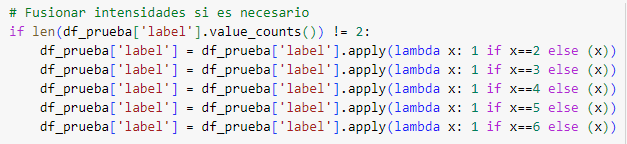 # Fusionar intensidades si es necesario
if len(df_prueba['label'].value_counts()) != 2:
    df_prueba['label'] = df_prueba['label'].apply(lambda x: 1 if x==2 else (x))
    df_prueba['label'] = df_prueba['label'].apply(lambda x: 1 if x==3 else (x))
    df_prueba['label'] = df_prueba['label'].apply(lambda x: 1 if x==4 else (x))
    df_prueba['label'] = df_prueba['label'].apply(lambda x: 1 if x==5 else (x))
    df_prueba['label'] = df_prueba['label'].apply(lambda x: 1 if x==6 else (x))